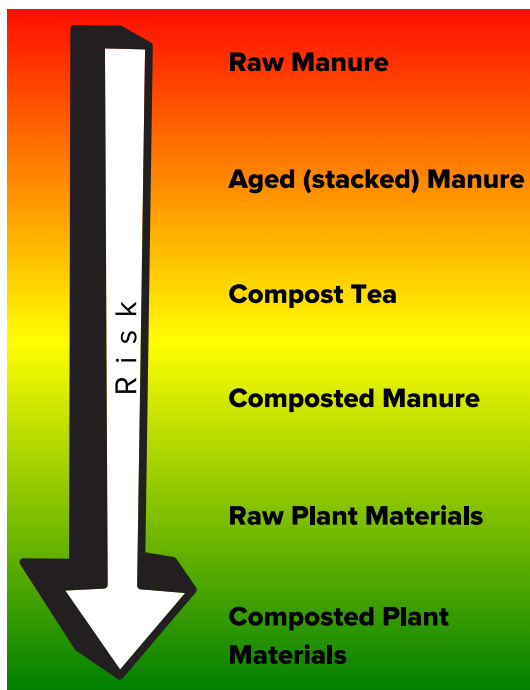 Raw Manure
Aged (stacked) Manure
Compost Tea
Risk
Composted Manure
Raw Plant Materials
Composted Plant
Materials